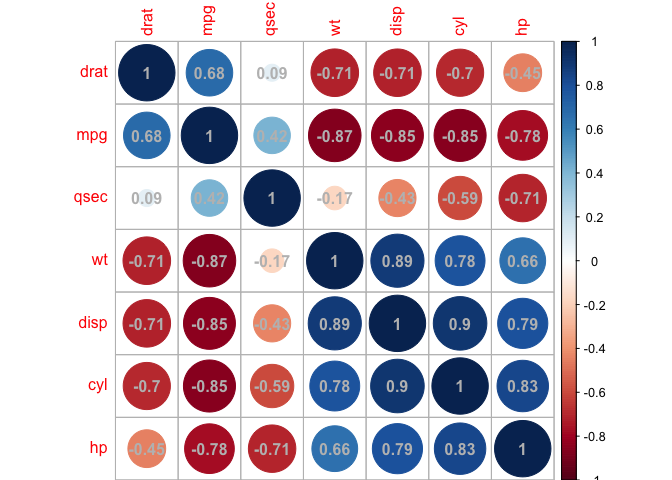 drat mpg qsec wt disp cyl hp
drat 1 0.68 0.09 -0.71 -0.71 -0.7 -0.45
mpg 0.68 1 0.42 -0.87 -0.85 -0.85 -0.78
qsec 0.09 0.42 1 -0.17 -0.43 -0.59 -0.71
wt -0.71 -0.87 -0.17 1 0.89 0.78 0.66
disp -0.71 -0.85 -0.43 0.89 1 0.9 0.79
cyl -0.7 -0.85 -0.59 0.78 0.9 1 0.83
hp -0.45 -0.78 -0.71 0.66 0.79 0.83 1
1
0.8
0.6
0.4
0.2
0
-0.2
-0.4
-0.6
-0.8
-1